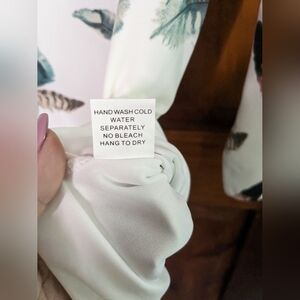 HAND WASH COLD
WATER
SEPARATELY
NO BLEACH
HANG TO DRY